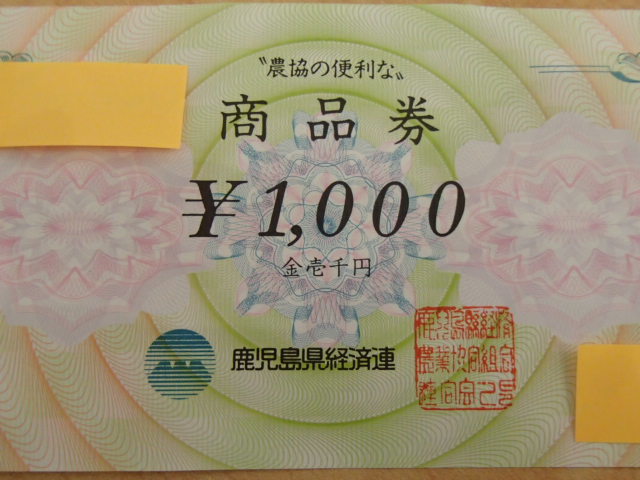 〝農協の便利な〟
商品券
¥1,000
金壱千円
鹿児島県経済連